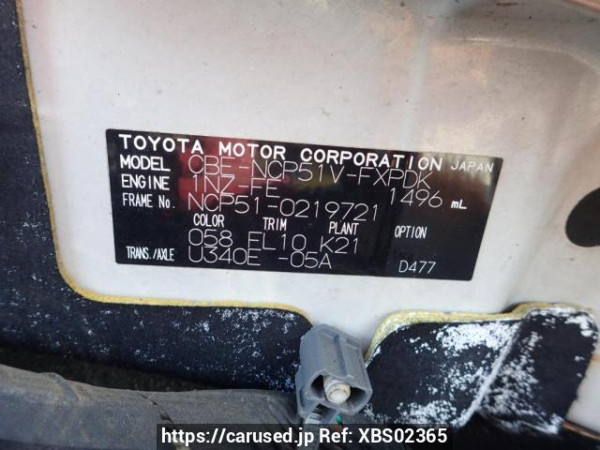 TOYOTA MOTOR CORPORATION JAPAN
MODEL CBE-NCP51V-FXPDK
ENGINE 1NZ-FE 1496 mL
FRAME No. NCP51-0219721
COLOR TRIM PLANT OPTION
058 FL10 K21
TRANS./AXLE U340E -05A D477
https://carused.jp Ref: XBS02365